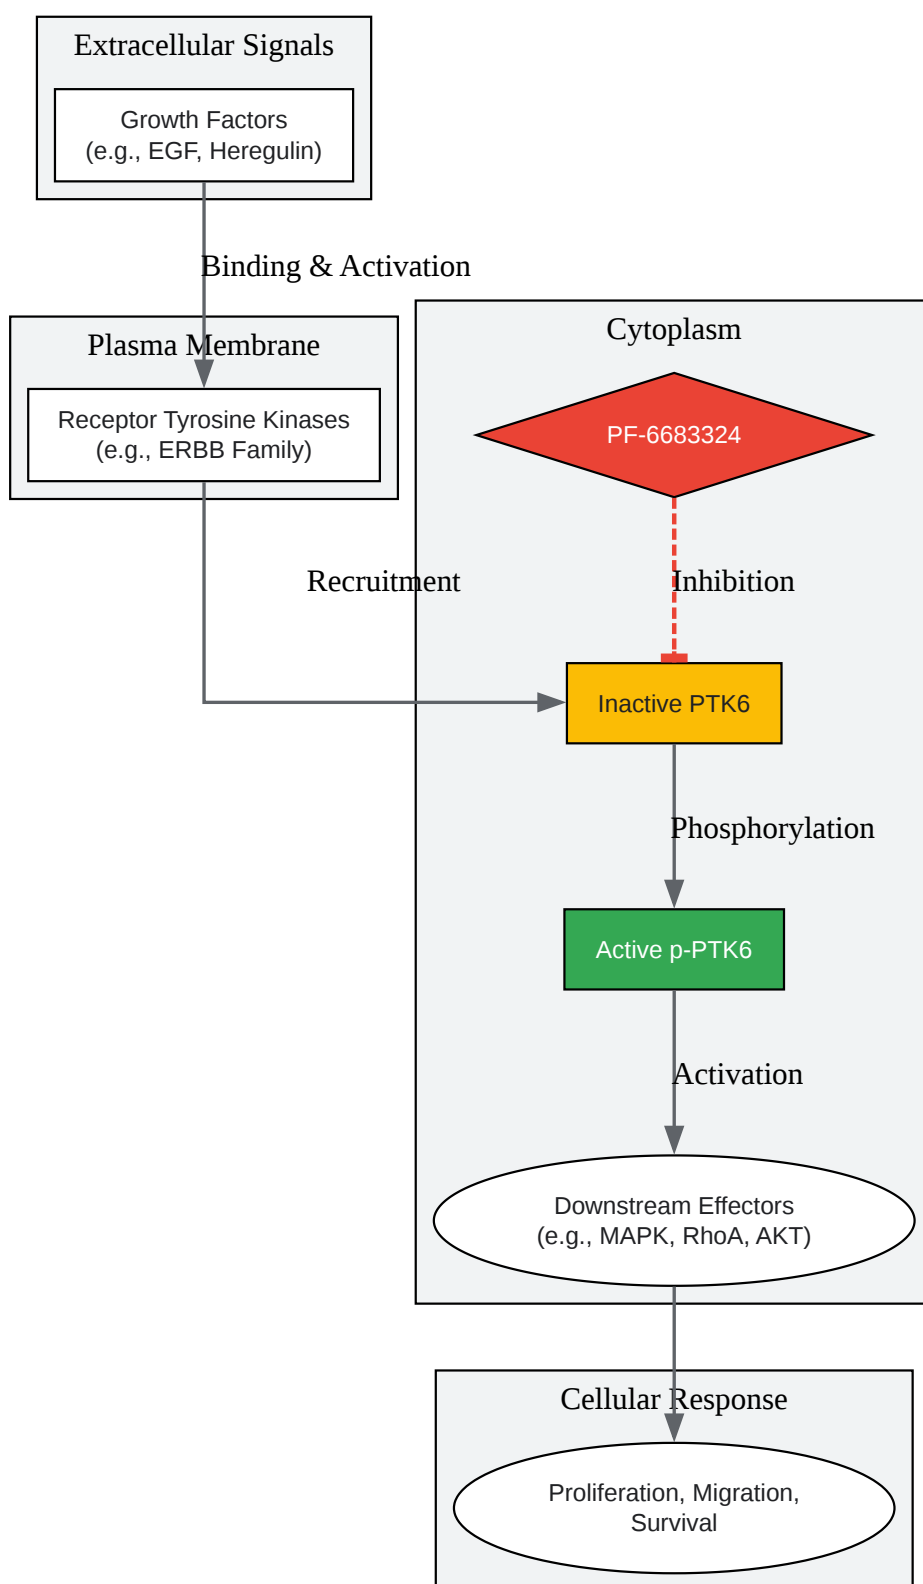 Extracellular Signals
Growth Factors
(e.g., EGF, Heregulin)
Binding & Activation
Plasma Membrane
Receptor Tyrosine Kinases
(e.g., ERBB Family)
Cytoplasm
PF-6683324
Recruitment
Inhibition
Inactive PTK6
Phosphorylation
Active p-PTK6
Activation
Downstream Effectors
(e.g., MAPK, RhoA, AKT)
Cellular Response
Proliferation, Migration,
Survival